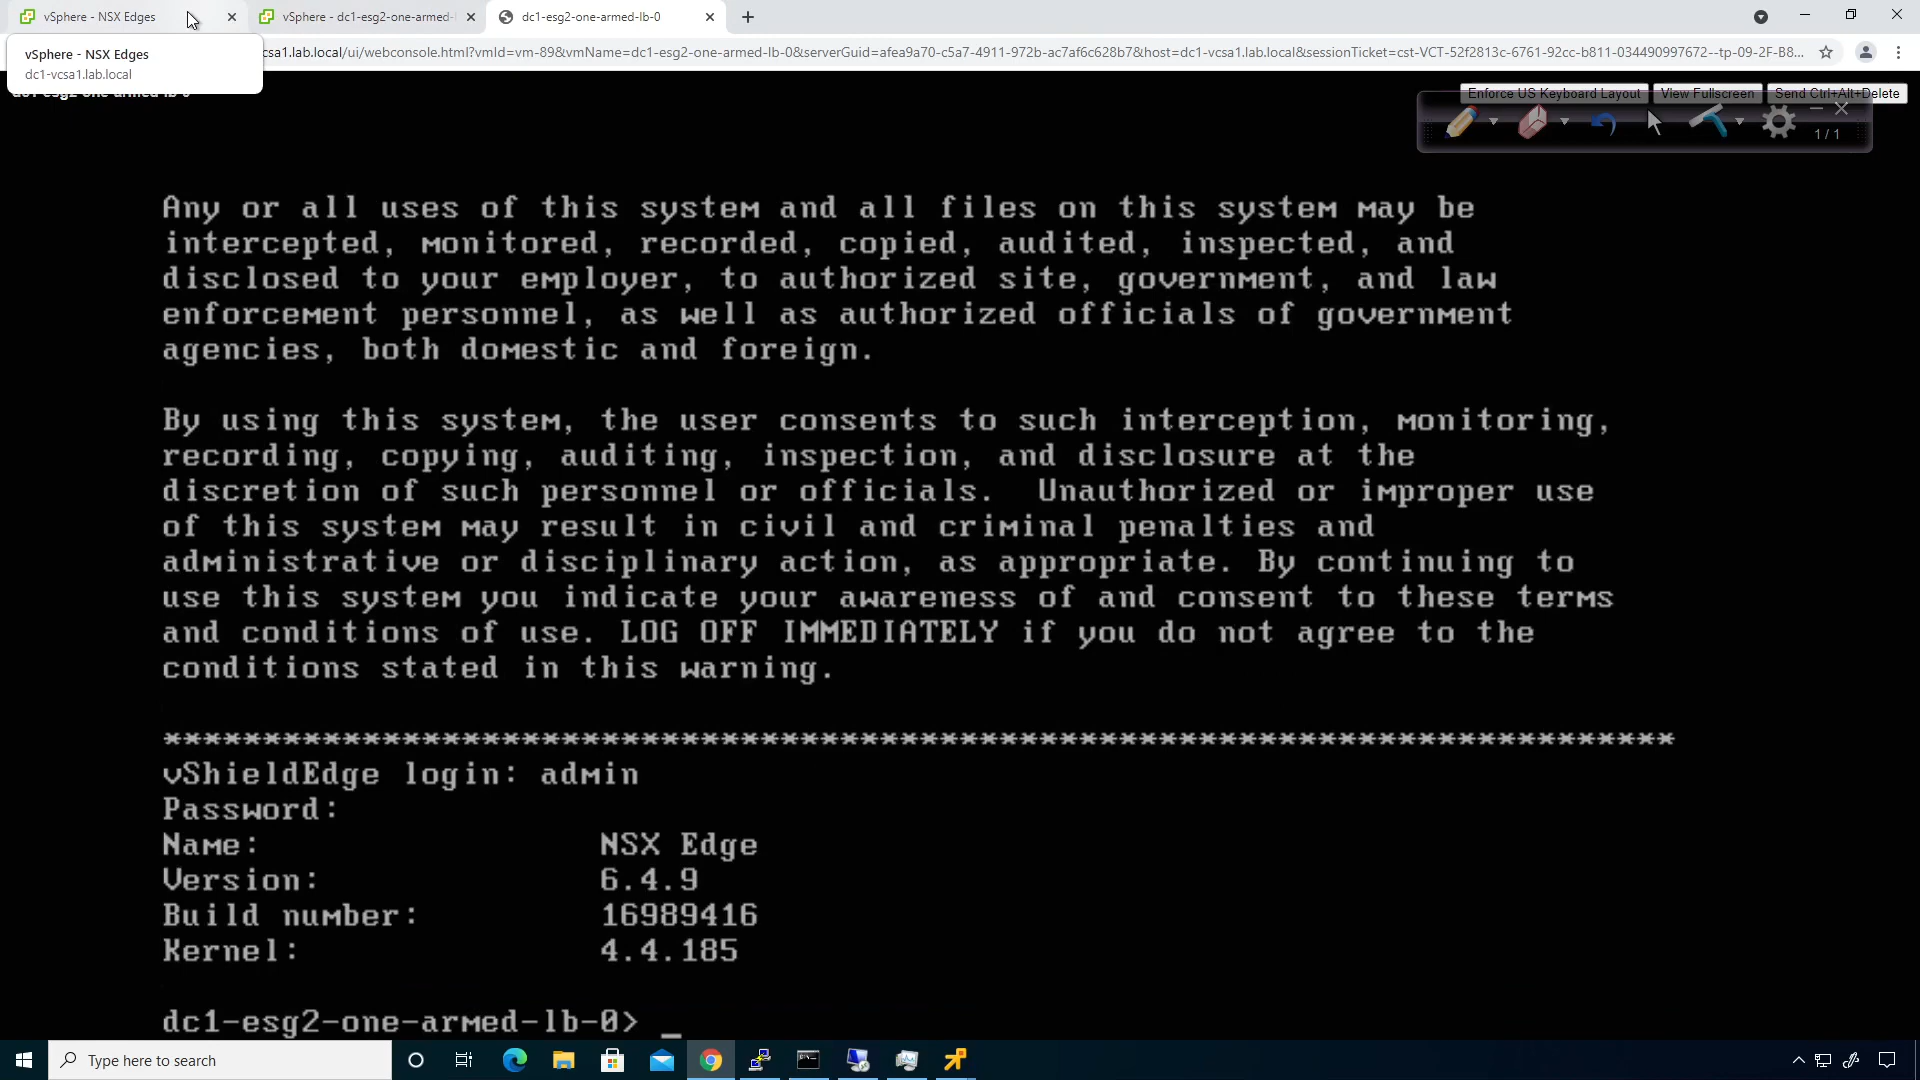 vSphere - NSX Edges
vSphere - dc1-esg2-one-armed-
dc1-esg2-one-armed-lb-0
csa1.lab.local/ui/webconsole.html?vmId=vm-89&vmName=dc1-esg2-one-armed-lb-0&serverGuid=afea9a70-c5a7-4911-972b-ac7af6c628b7&host=dc1-vcsa1.lab.local&sessionTicket=cst-VCT-52f2813c-6761-92cc-b811-034490997672--tp-09-2F-B8...
vSphere - NSX Edges
dc1-vcsa1.lab.local
dc1-esg2-one-armed-lb-0
Enforce US Keyboard Layout
View Fullscreen
Send Ctrl+Alt+Delete
1 / 1
Any or all uses of this system and all files on this system may be
intercepted, monitored, recorded, copied, audited, inspected, and
disclosed to your employer, to authorized site, government, and law
enforcement personnel, as well as authorized officials of government
agencies, both domestic and foreign.
By using this system, the user consents to such interception, monitoring,
recording, copying, auditing, inspection, and disclosure at the
discretion of such personnel or officials.  Unauthorized or improper use
of this system may result in civil and criminal penalties and
administrative or disciplinary action, as appropriate. By continuing to
use this system you indicate your awareness of and consent to these terms
and conditions of use. LOG OFF IMMEDIATELY if you do not agree to the
conditions stated in this warning.
****************************************************************************
vShieldEdge login: admin
Password:
Name: NSX Edge
Version: 6.4.9
Build number: 16989416
Kernel: 4.4.185
dc1-esg2-one-armed-lb-0> _
Type here to search